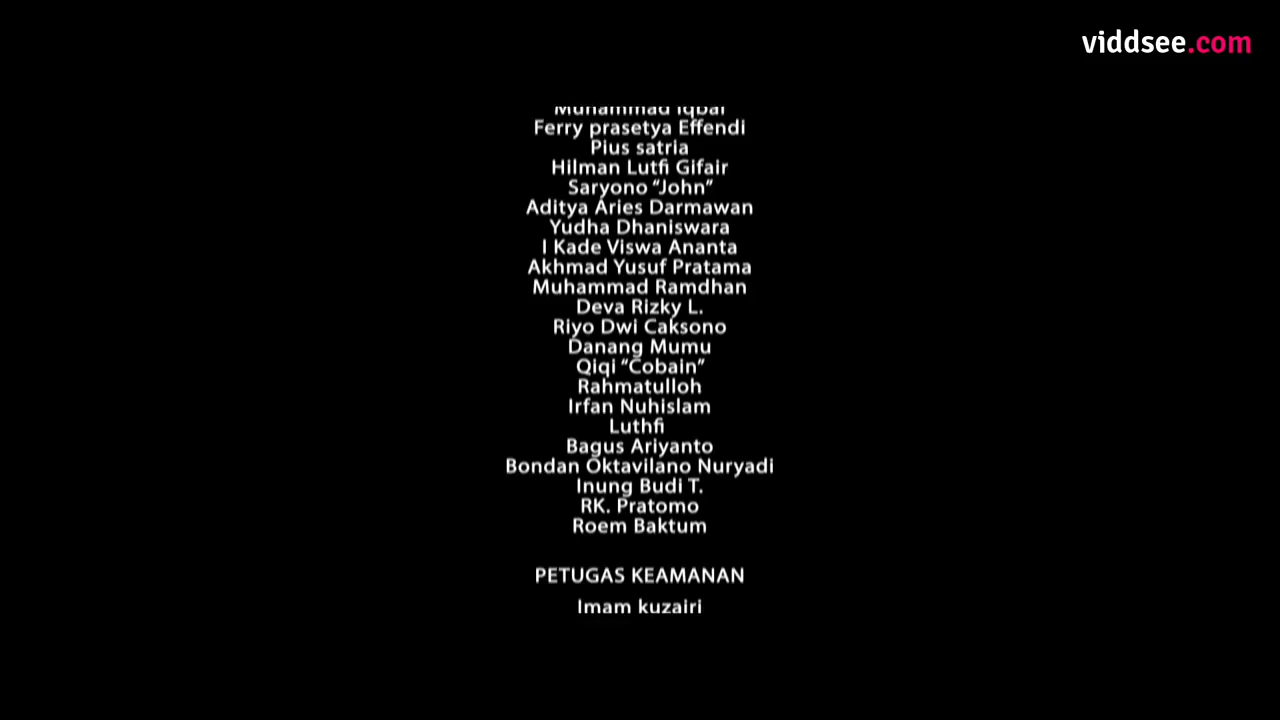 viddsee.com
Muhammad Iqbal
Ferry prasetya Effendi
Pius satria
Hilman Lutfi Gifair
Saryono “John”
Aditya Aries Darmawan
Yudha Dhaniswara
I Kade Viswa Ananta
Akhmad Yusuf Pratama
Muhammad Ramdhan
Deva Rizky L.
Riyo Dwi Caksono
Danang Mumu
Qiqi “Cobain”
Rahmatulloh
Irfan Nuhislam
Luthfi
Bagus Ariyanto
Bondan Oktavilano Nuryadi
Inung Budi T.
RK. Pratomo
Roem Baktum
PETUGAS KEAMANAN
Imam kuzairi